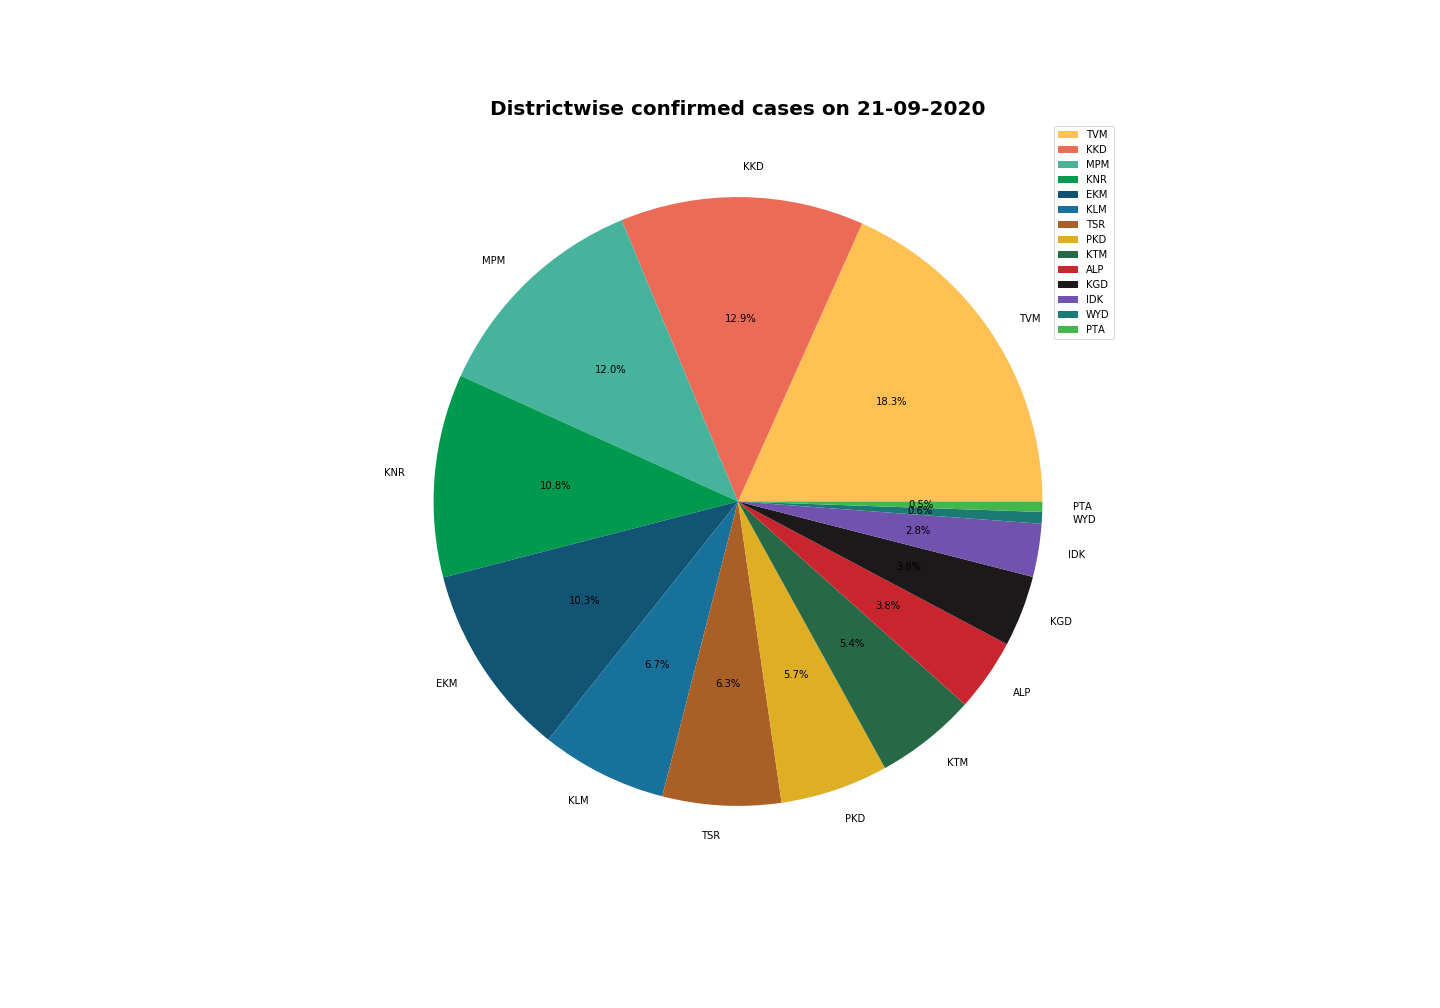 Districtwise confirmed cases on 21-09-2020
TVM
KKD
MPM
KNR
EKM
KLM
TSR
PKD
KTM
ALP
KGD
IDK
WYD
PTA
KKD
MPM
TVM
12.9%
12.0%
18.3%
KNR
10.8%
0.5%
PTA
0.6%
WYD
2.8%
IDK
3.8%
10.3%
3.8%
KGD
5.4%
6.7%
5.7%
6.3%
EKM
ALP
KTM
KLM
PKD
TSR